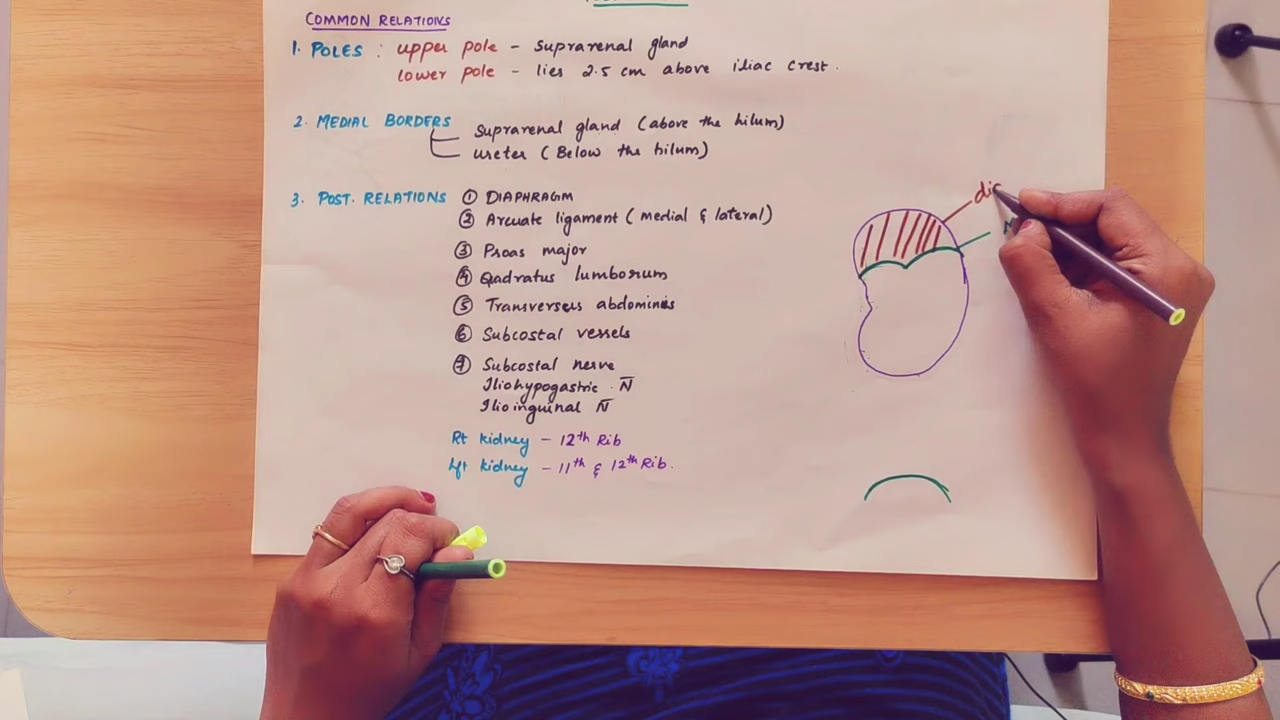 COMMON RELATIONS
1. POLES : upper pole - Suprarenal gland
lower pole - lies 2.5 cm above iliac crest.
2. MEDIAL BORDERS
Suprarenal gland (above the hilum)
ureter (Below the hilum)
3. POST. RELATIONS ① DIAPHRAGM
② Arcuate ligament (medial & lateral)
③ Psoas major
④ Quadratus lumborum
⑤ Transversus abdominis
⑥ Subcostal vessels
⑦ Subcostal nerve
Iliohypogastric N̄
Ilioinguinal N̄
Rt kidney - 12th Rib
Lft kidney - 11th & 12th Rib.